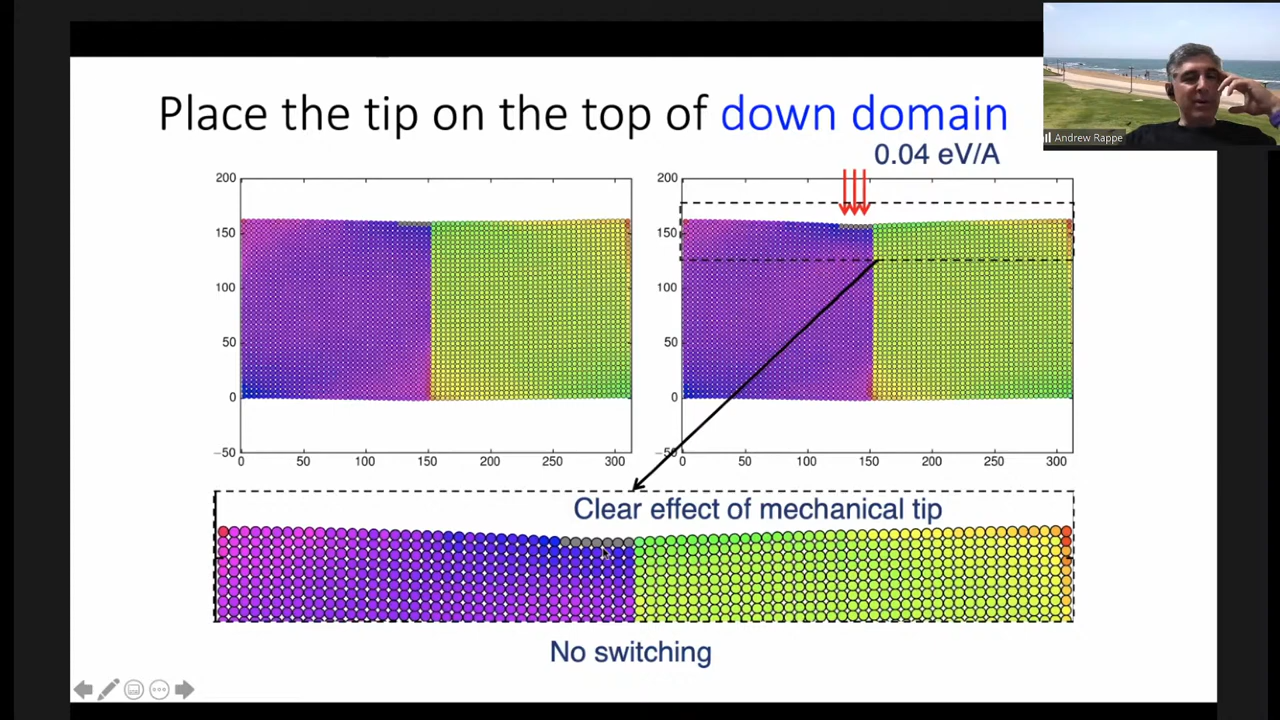 Place the tip on the top of down domain
0.04 eV/A
Andrew Rappe
200
150
100
50
0
−50
0 50 100 150 200 250 300
200
150
100
50
0
−50
0 50 100 150 200 250 300
Clear effect of mechanical tip
No switching